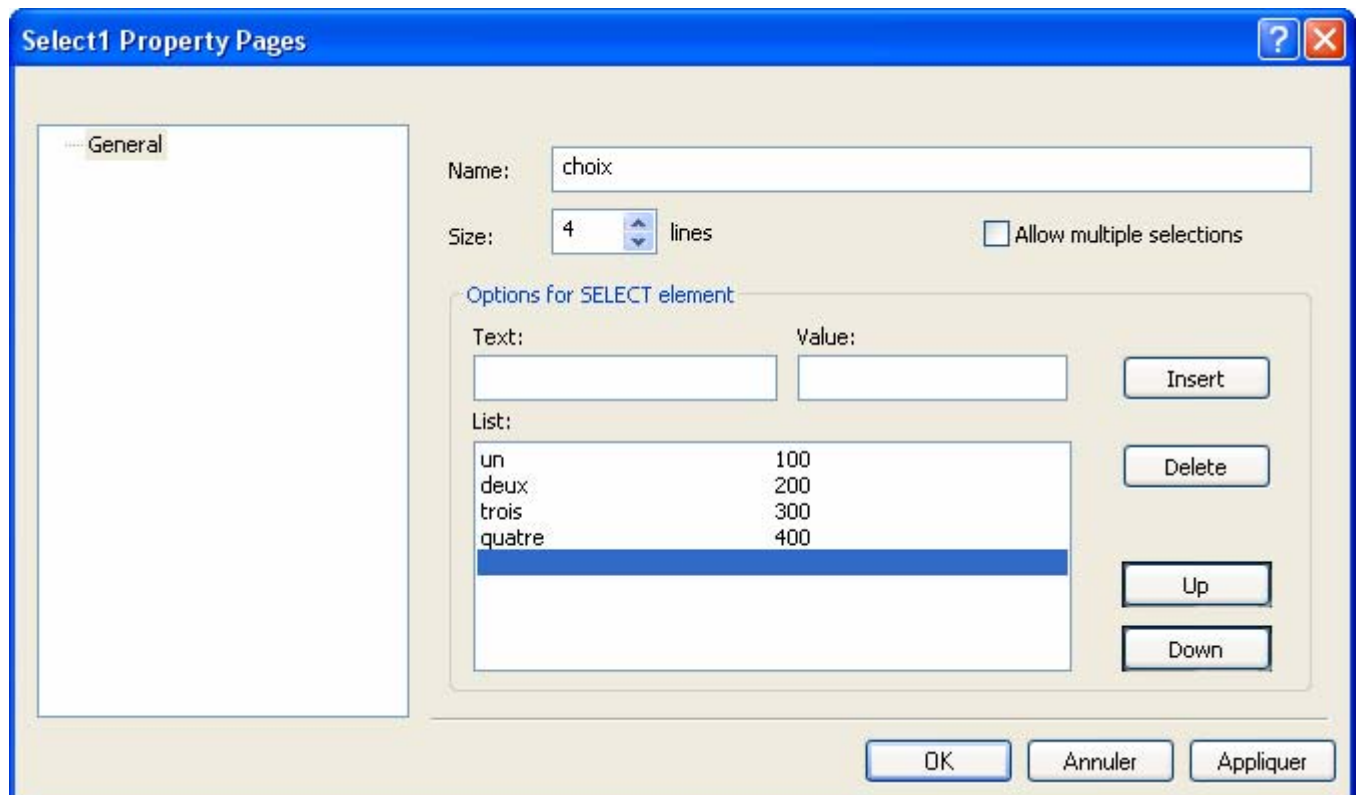 Select1 Property Pages
General
Name: choix
Size: 4 lines Allow multiple selections
Options for SELECT element
Text: Value:
Insert
List:
un 100
deux 200
trois 300
quatre 400
Delete
Up
Down
OK Annuler Appliquer